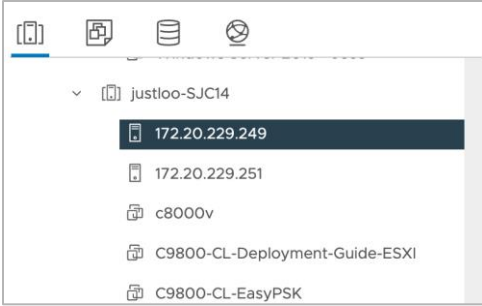 justloo-SJC14
172.20.229.249
172.20.229.251
c8000v
C9800-CL-Deployment-Guide-ESXI
C9800-CL-EasyPSK